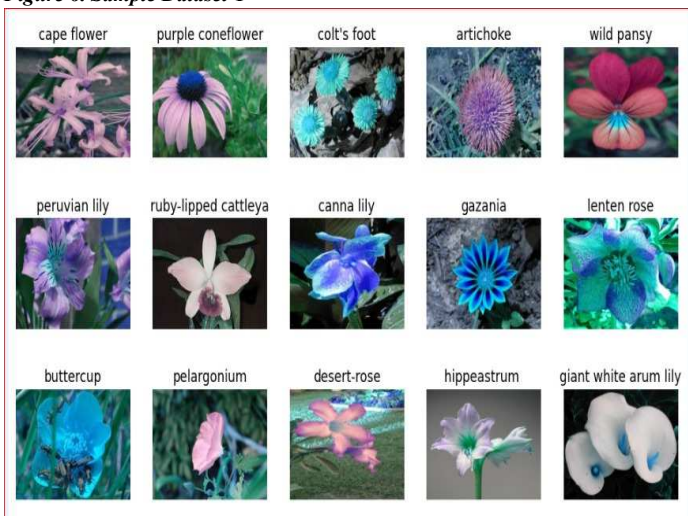 cape flower purple coneflower colt's foot artichoke wild pansy
peruvian lily ruby-lipped cattleya canna lily gazania lenten rose
buttercup pelargonium desert-rose hippeastrum giant white arum lily